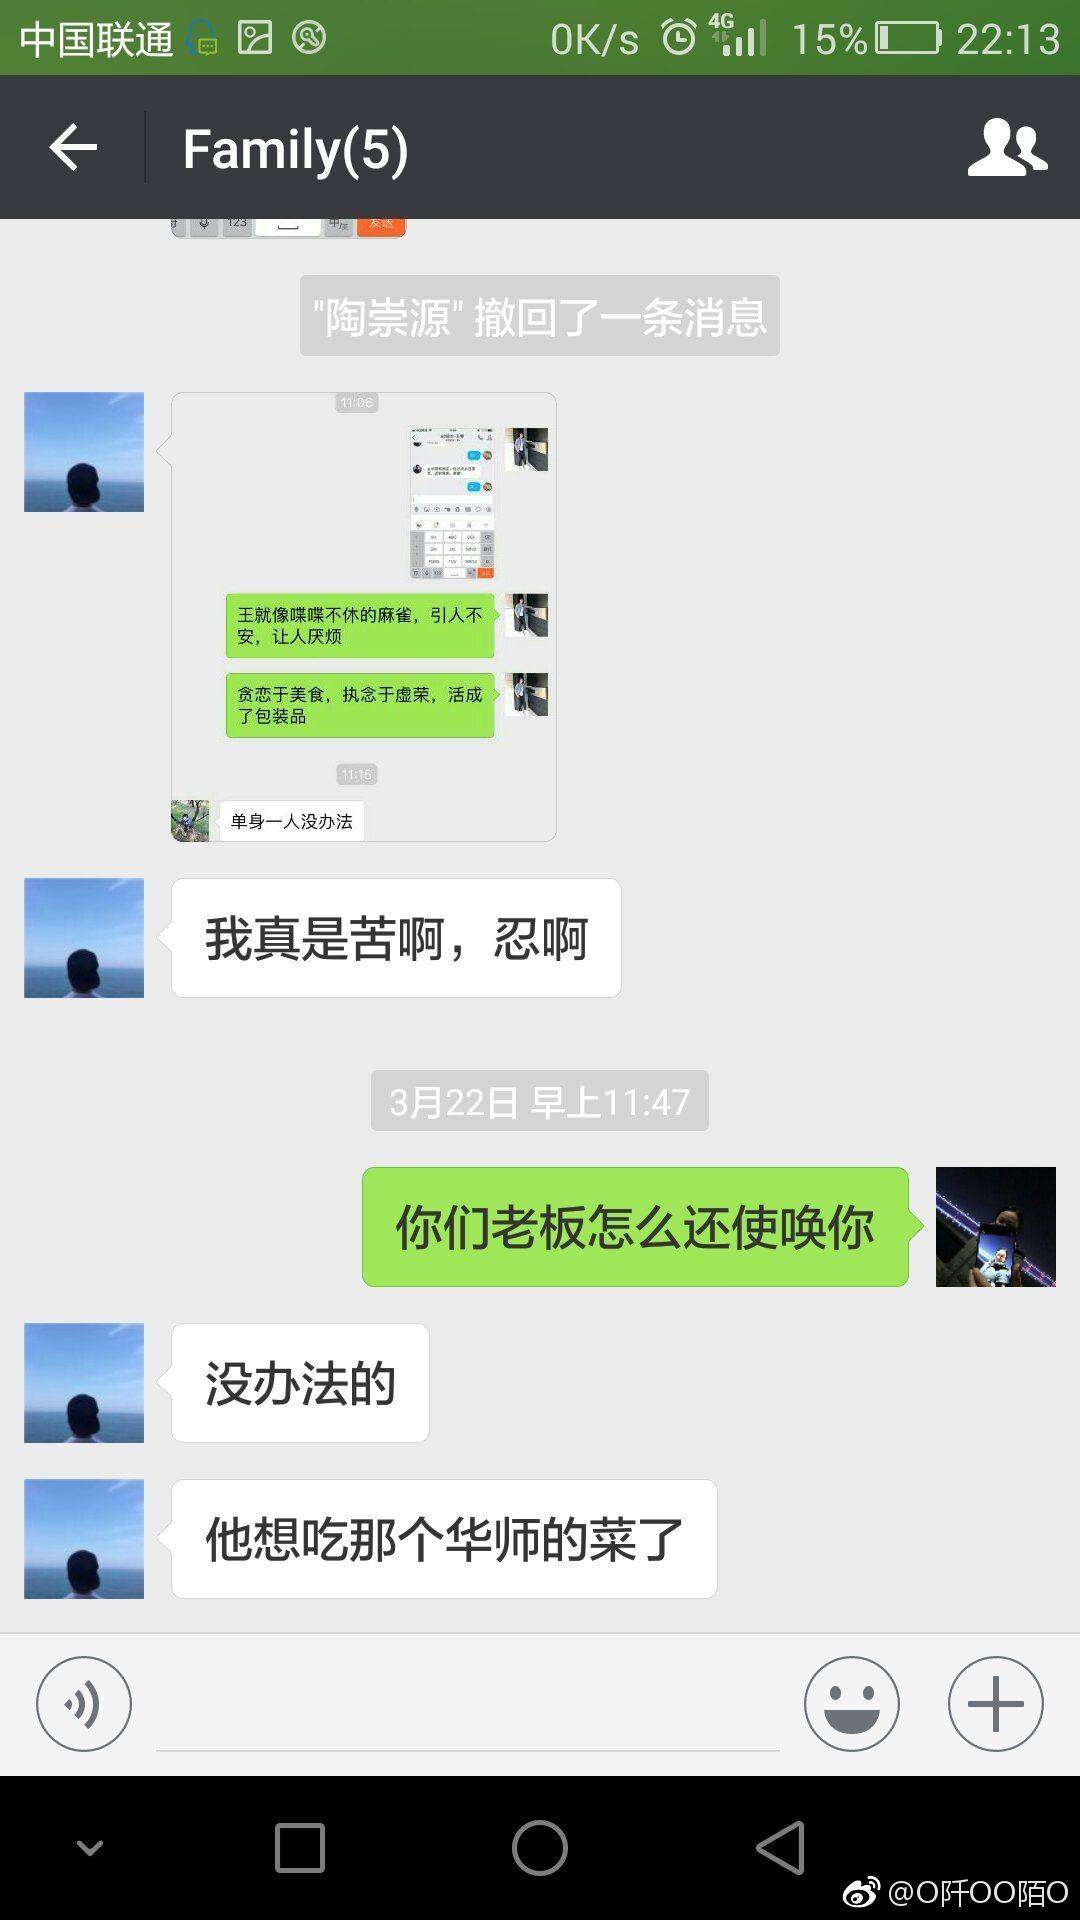 中国联通 0K/s 4G 15% 22:13
Family(5)
123 中/ 发送
"陶崇源" 撤回了一条消息
11:06
王就像喋喋不休的麻雀，引人不
安，让人厌烦
贪恋于美食，执念于虚荣，活成
了包装品
11:15
单身一人没办法
我真是苦啊，忍啊
3月22日 早上11:47
你们老板怎么还使唤你
没办法的
他想吃那个华师的菜了
@O阡OO陌O